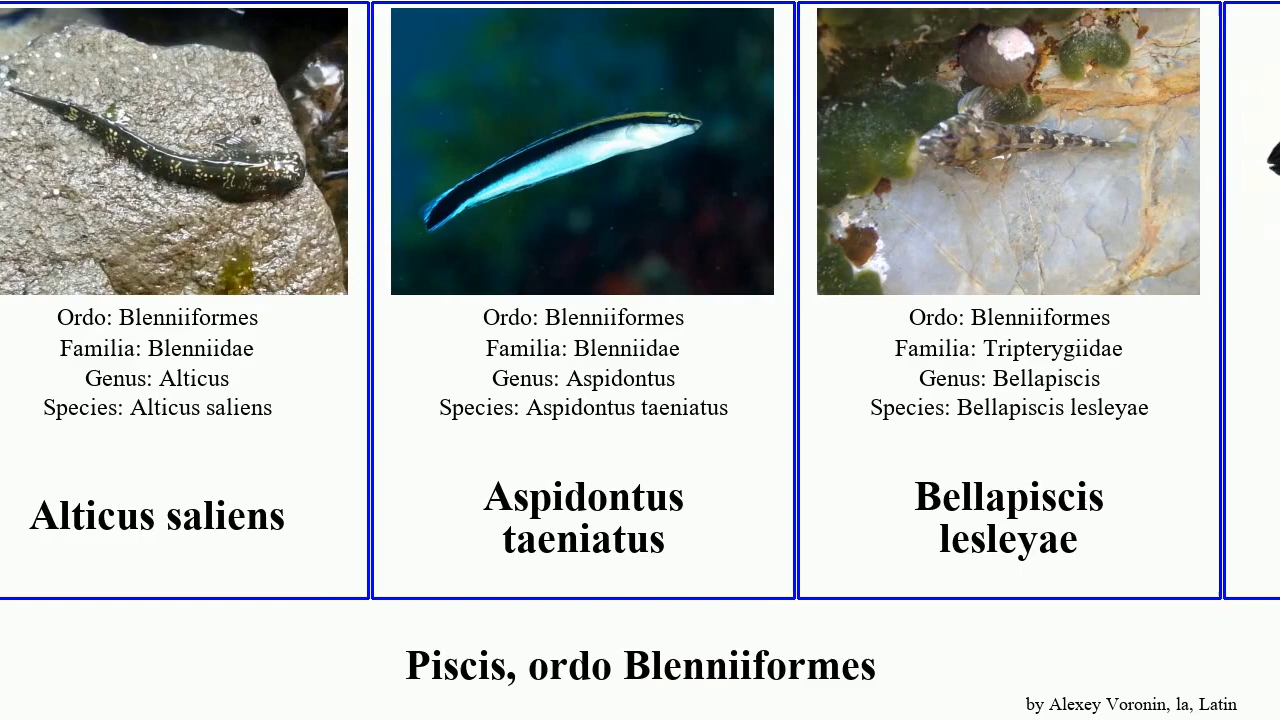 Ordo: Blenniiformes
Familia: Blenniidae
Genus: Alticus
Species: Alticus saliens
Alticus saliens
Ordo: Blenniiformes
Familia: Blenniidae
Genus: Aspidontus
Species: Aspidontus taeniatus
Aspidontus
taeniatus
Ordo: Blenniiformes
Familia: Tripterygiidae
Genus: Bellapiscis
Species: Bellapiscis lesleyae
Bellapiscis
lesleyae
Piscis, ordo Blenniiformes
by Alexey Voronin, la, Latin